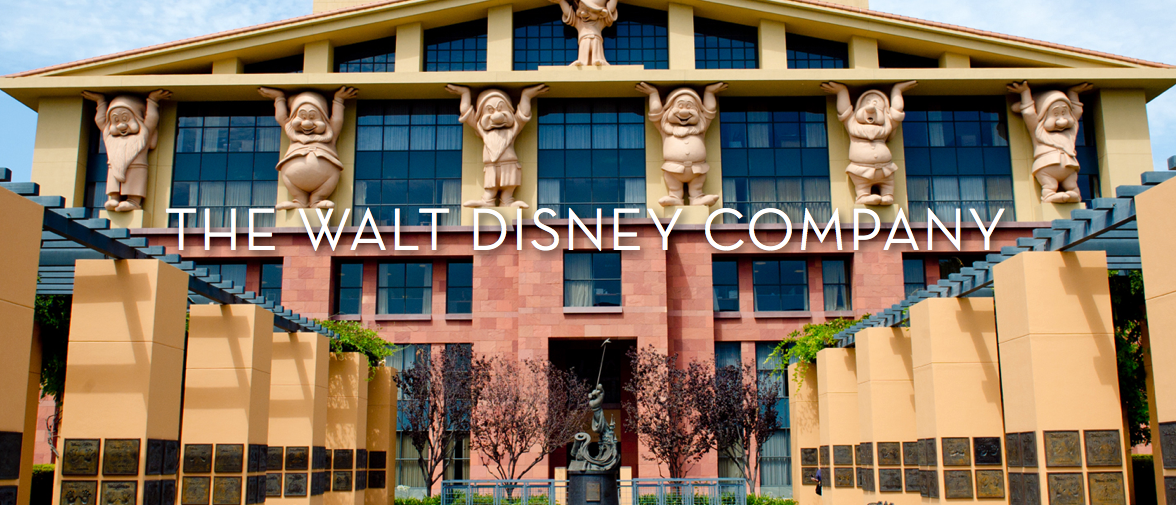 THE WALT DISNEY COMPANY